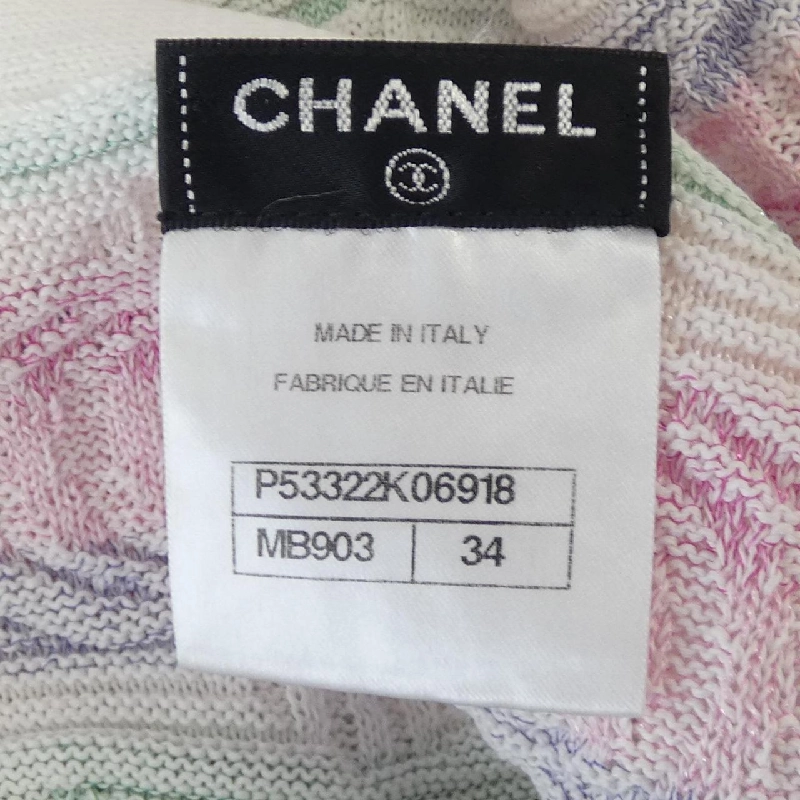 CHANEL
MADE IN ITALY
FABRIQUE EN ITALIE
P53322K06918
MB903 34